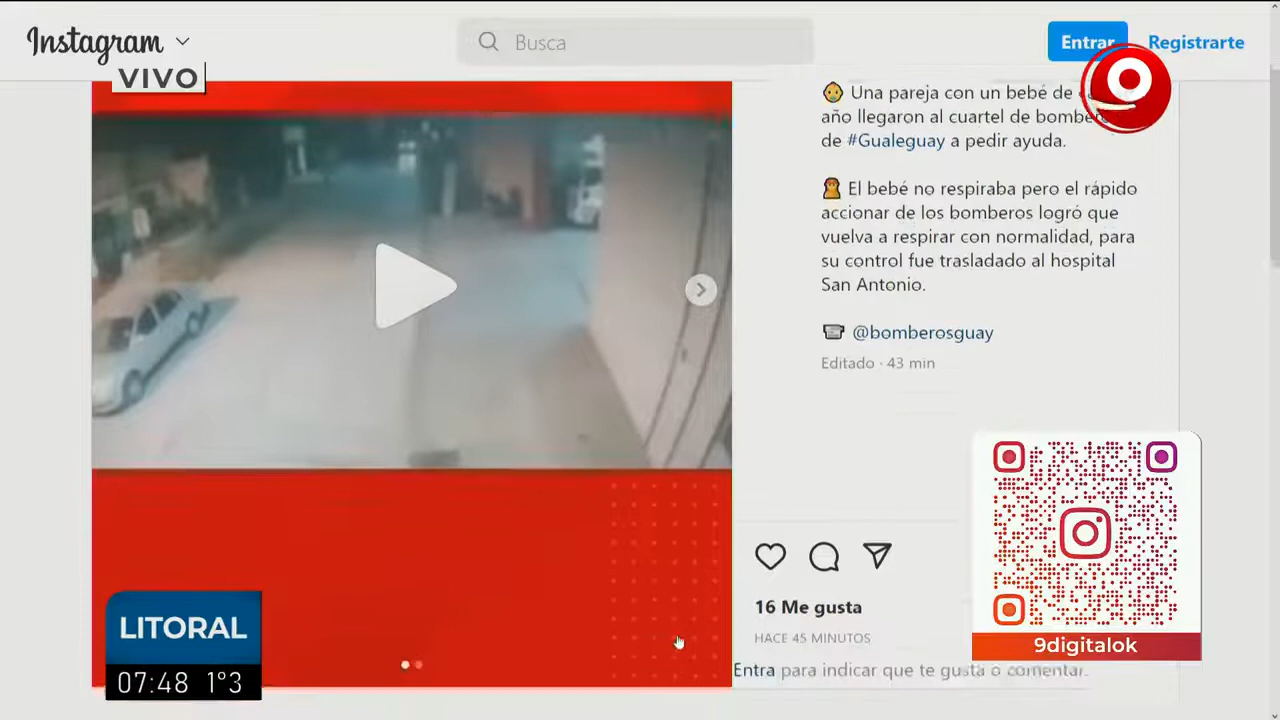 Instagram
Busca
Entrar
Registrarte
VIVO
Una pareja con un bebé de
año llegaron al cuartel de
de #Gualeguay a pedir ayuda.
El bebé no respiraba pero el rápido
accionar de los bomberos logró que
vuelva a respirar con normalidad, para
su control fue trasladado al hospital
San Antonio.
@bomberosguay
Editado · 43 min
16 Me gusta
HACE 45 MINUTOS
Entra para indicar que te gusta o comentar.
9digitalok
LITORAL
07:48 1°3